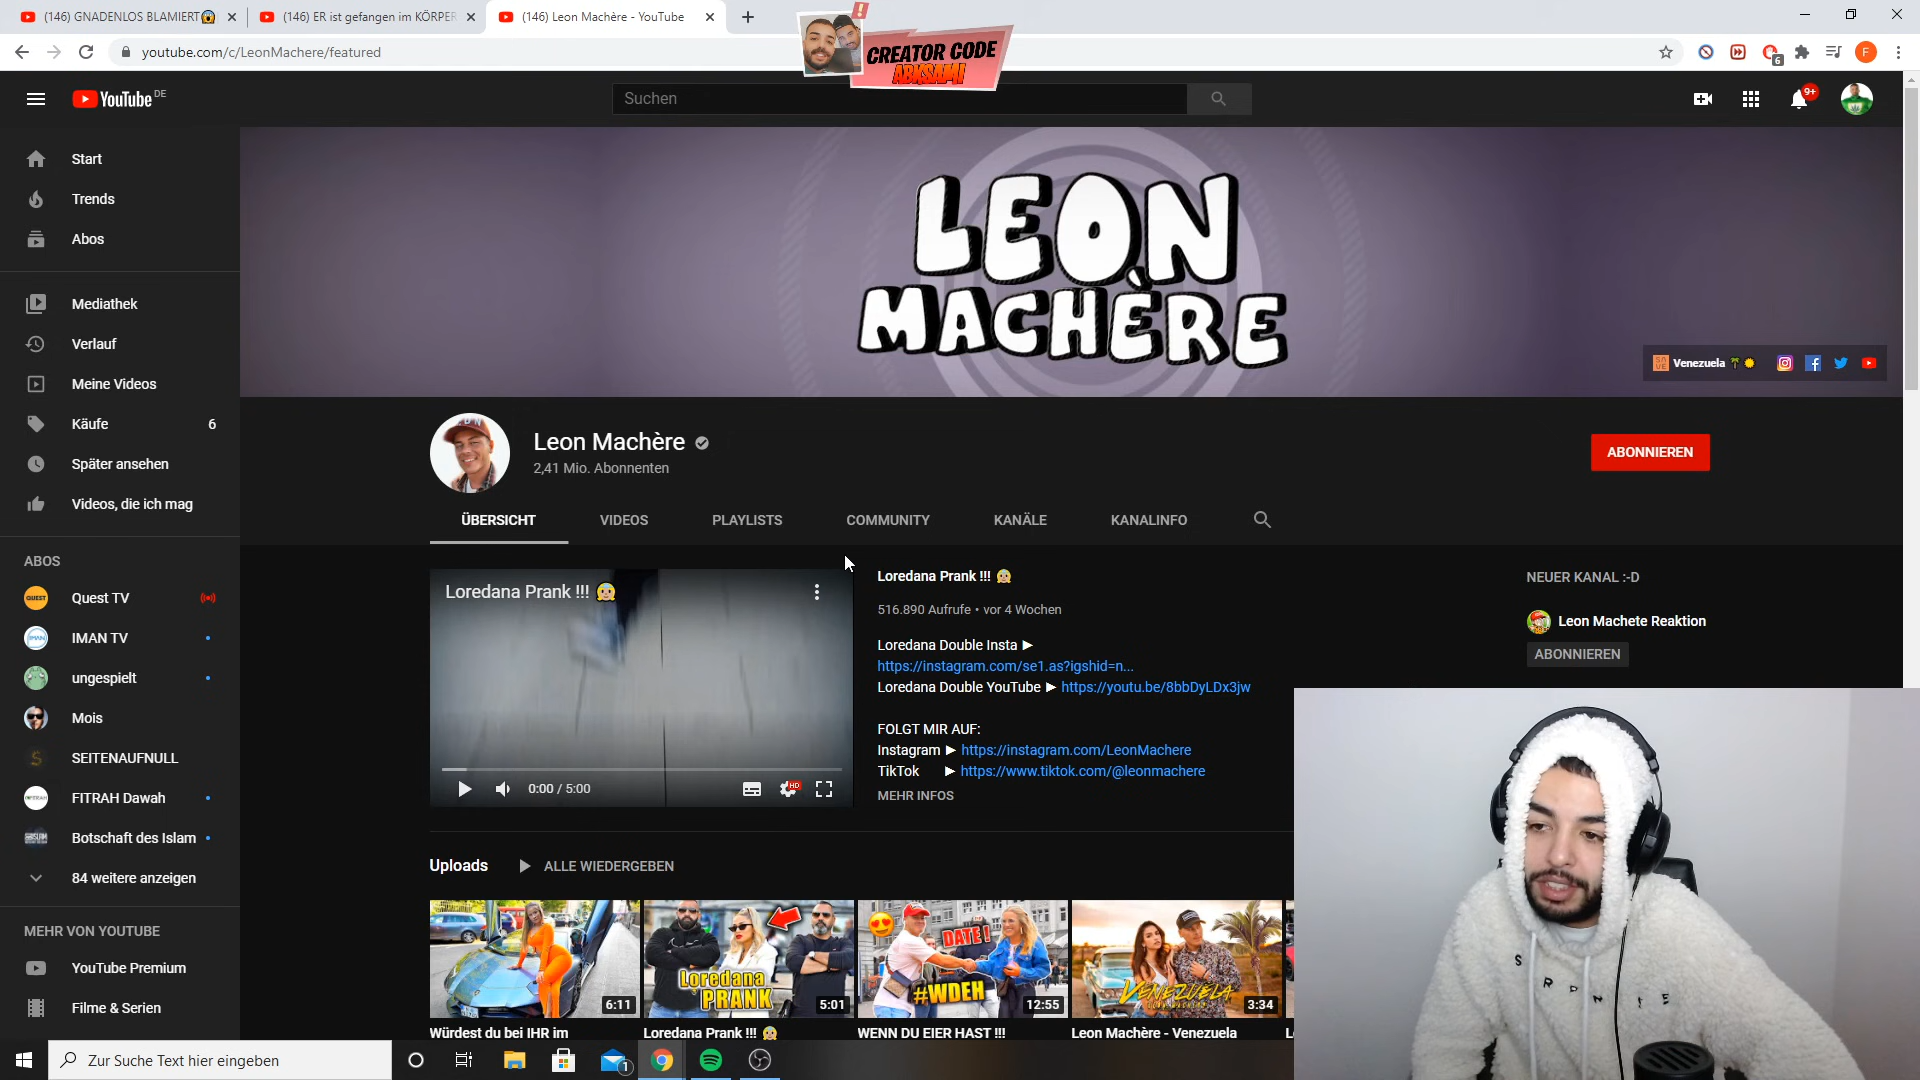 (146) GNADENLOS BLAMIERT😱
(146) ER ist gefangen im KÖRPER
(146) Leon Machère - YouTube
youtube.com/c/LeonMachere/featured
CREATOR CODE
ABKSAMI
6
F
YouTube DE
Suchen
9+
Start
Trends
Abos
Mediathek
Verlauf
Meine Videos
Käufe 6
Später ansehen
Videos, die ich mag
ABOS
Quest TV
IMAN TV
ungespielt
Mois
SEITENAUFNULL
FITRAH Dawah
Botschaft des Islam
84 weitere anzeigen
MEHR VON YOUTUBE
YouTube Premium
Filme & Serien
LEON
MACHÈRE
Venezuela 🌴☀️
Leon Machère
2,41 Mio. Abonnenten
ABONNIEREN
ÜBERSICHT
VIDEOS
PLAYLISTS
COMMUNITY
KANÄLE
KANALINFO
Loredana Prank !!! 👸
0:00 / 5:00
HD
Loredana Prank !!! 👸
516.890 Aufrufe • vor 4 Wochen
Loredana Double Insta ►
https://instagram.com/se1.as?igshid=n...
Loredana Double YouTube ► https://youtu.be/8bbDyLDx3jw
FOLGT MIR AUF:
Instagram ► https://instagram.com/LeonMachere
TikTok ► https://www.tiktok.com/@leonmachere
MEHR INFOS
NEUER KANAL :-D
Leon Machete Reaktion
ABONNIEREN
Uploads
ALLE WIEDERGEBEN
6:11
Loredana
PRANK
5:01
DATE!
#WDEH
12:55
VENEZUELA
3:34
Würdest du bei IHR im
Loredana Prank !!! 👸
WENN DU EIER HAST !!!
Leon Machère - Venezuela
Zur Suche Text hier eingeben
1